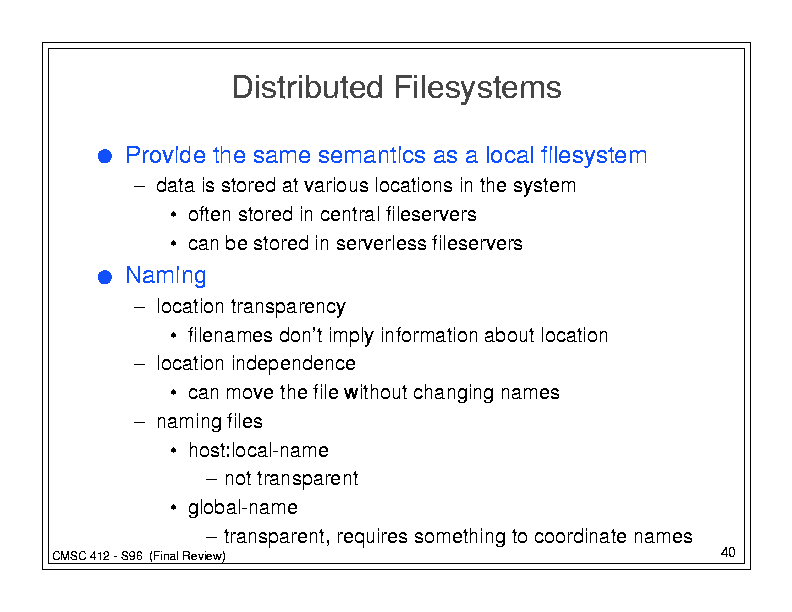 Distributed Filesystems
● Provide the same semantics as a local filesystem
– data is stored at various locations in the system
• often stored in central fileservers
• can be stored in serverless fileservers
● Naming
– location transparency
• filenames don't imply information about location
– location independence
• can move the file without changing names
– naming files
• host:local-name
– not transparent
• global-name
– transparent, requires something to coordinate names
CMSC 412 - S96 (Final Review)
40